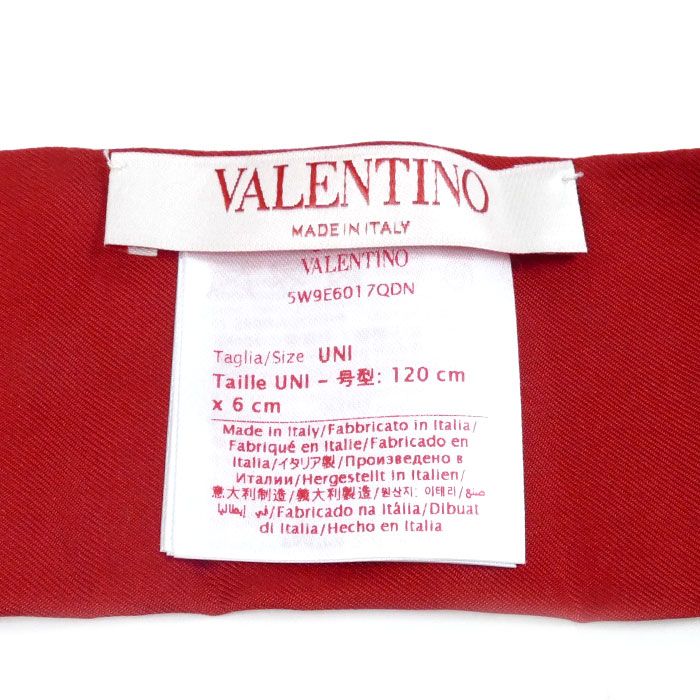 VALENTINO
MADE IN ITALY
VALENTINO
5W9E6017QDN
Taglia/Size UNI
Taille UNI - 号型: 120 cm
x 6 cm
Made in Italy/Fabbricato in Italia/
Fabriqué en Italie/Fabricado en
Italia/イタリア製/Произведено в
Италии/Hergestellt in Italien/
意大利制造/義大利製造/원산지: 이태리/صنع
في إيطاليا/Fabricado na Itália/Dibuat
di Italia/Hecho en Italia